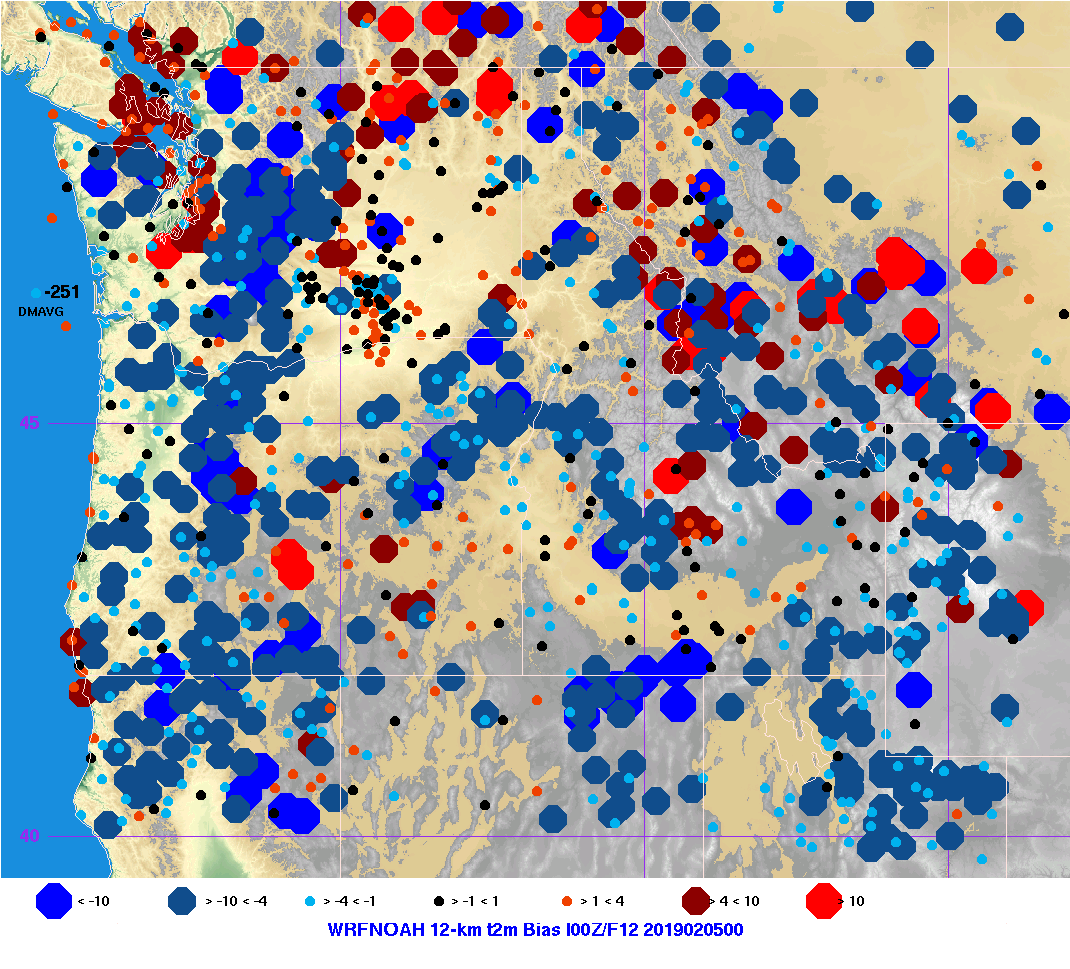 -251
DMAVG
45
40
< -10
> -10 < -4
> -4 < -1
> -1 < 1
> 1 < 4
> 4 < 10
> 10
WRFNOAH 12-km t2m Bias I00Z/F12 2019020500